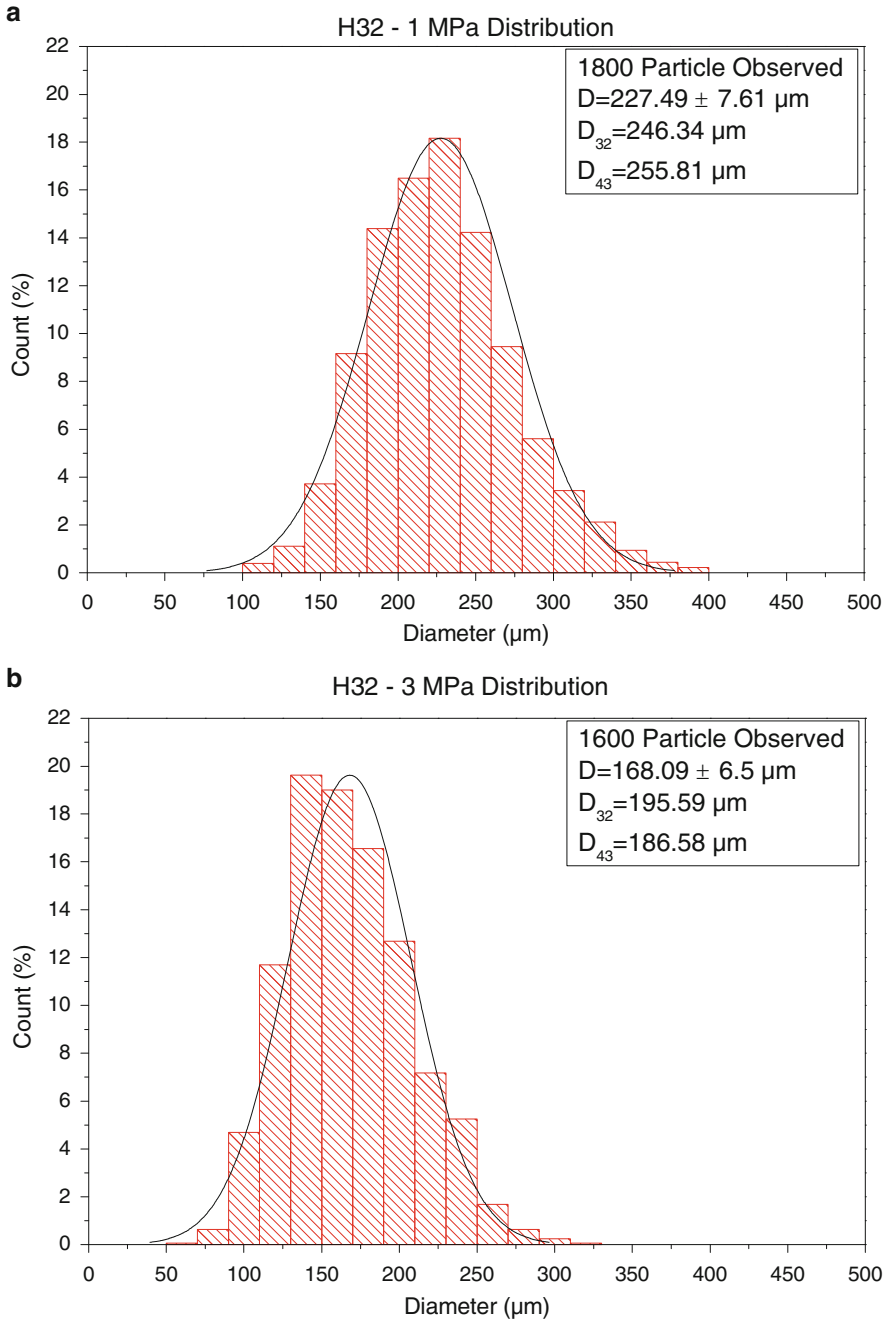 a
H32 - 1 MPa Distribution
1800 Particle Observed
D=227.49 ± 7.61 µm
D32=246.34 µm
D43=255.81 µm
22
20
18
16
14
12
10
8
6
4
2
0
Count (%)
0 50 100 150 200 250 300 350 400 450 500
Diameter (µm)
b
H32 - 3 MPa Distribution
1600 Particle Observed
D=168.09 ± 6.5 µm
D32=195.59 µm
D43=186.58 µm
22
20
18
16
14
12
10
8
6
4
2
0
Count (%)
0 50 100 150 200 250 300 350 400 450 500
Diameter (µm)